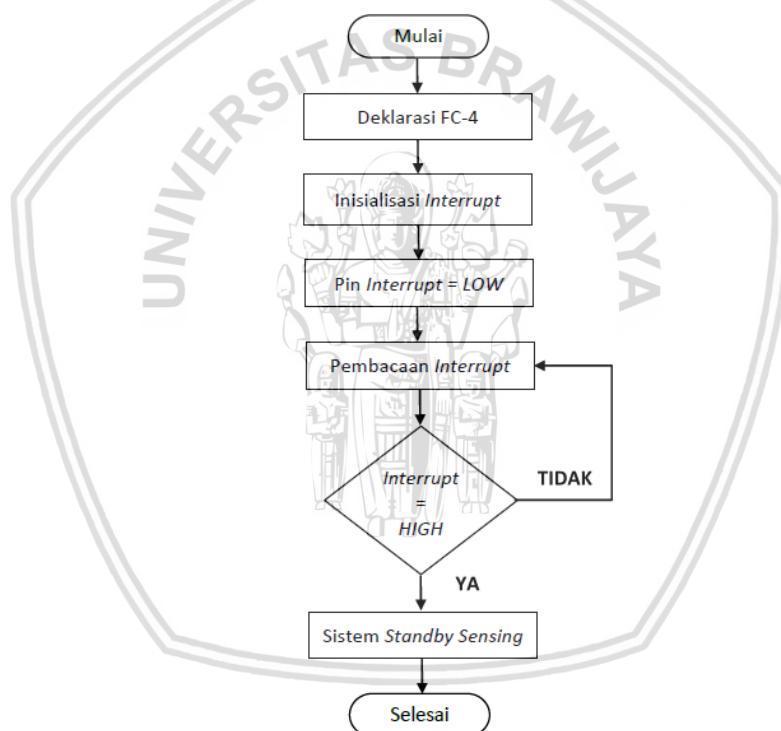 UNIVERSITAS BRAWIJAYA
Mulai
Deklarasi FC-4
Inisialisasi Interrupt
Pin Interrupt = LOW
Pembacaan Interrupt
Interrupt
=
HIGH
TIDAK
YA
Sistem Standby Sensing
Selesai